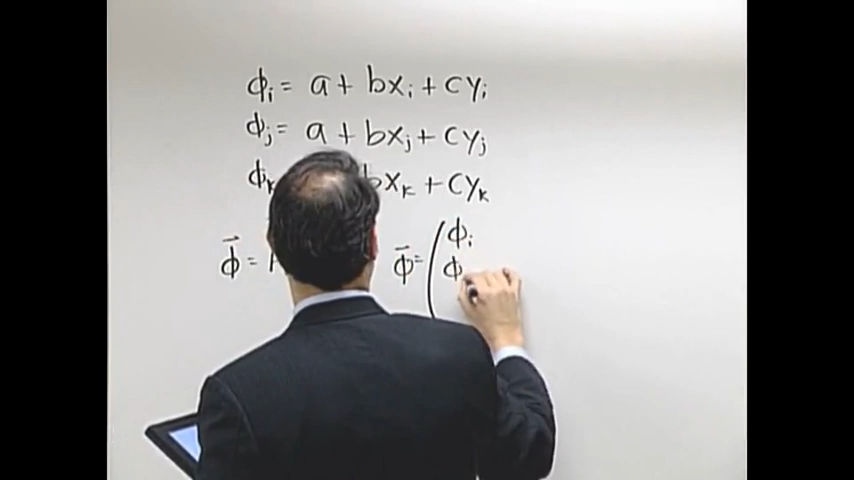 ϕᵢ = a + bxᵢ + cyᵢ
ϕⱼ = a + bxⱼ + cyⱼ
ϕₖ bxₖ + cyₖ
ϕ⃗ = ϕ⃗ = ( ϕᵢ
ϕ